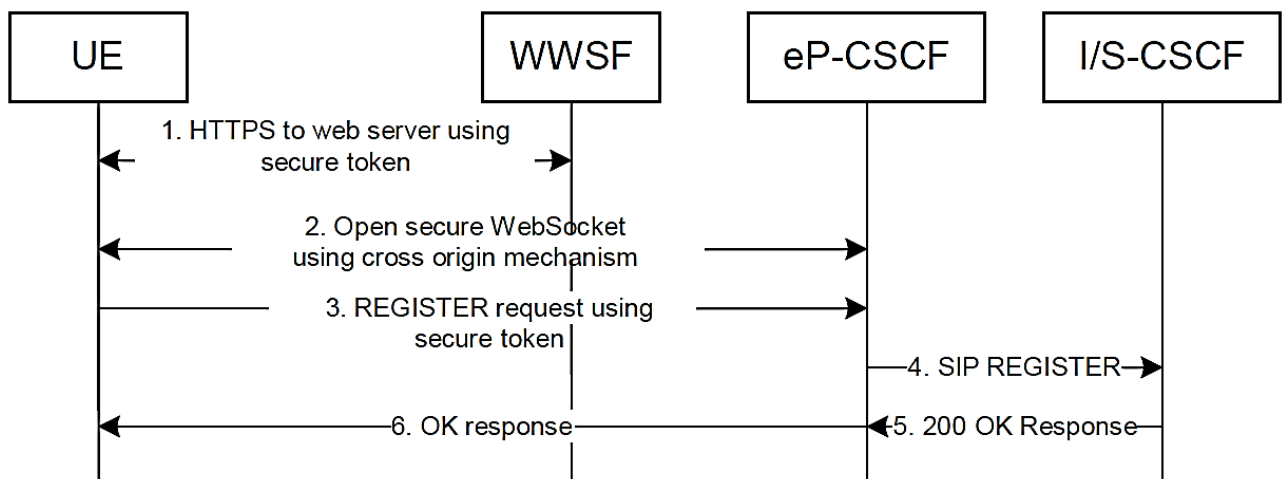 UE
WWSF
eP-CSCF
I/S-CSCF
1. HTTPS to web server using
secure token
2. Open secure WebSocket
using cross origin mechanism
3. REGISTER request using
secure token
4. SIP REGISTER
6. OK response
5. 200 OK Response